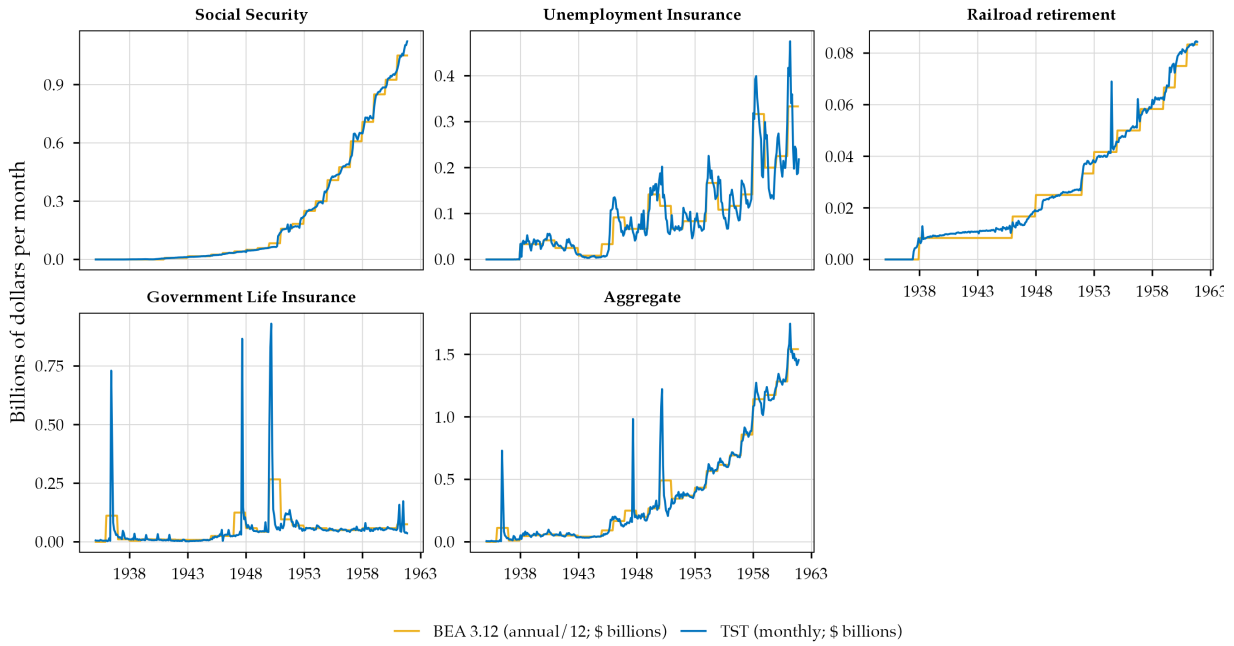 Social Security
Unemployment Insurance
Railroad retirement
0.0
0.3
0.6
0.9
0.0
0.1
0.2
0.3
0.4
0.00
0.02
0.04
0.06
0.08
1938 1943 1948 1953 1958 1963
Billions of dollars per month
Government Life Insurance
Aggregate
0.00
0.25
0.50
0.75
1938 1943 1948 1953 1958 1963
0.0
0.5
1.0
1.5
1938 1943 1948 1953 1958 1963
BEA 3.12 (annual/12; $ billions)
TST (monthly; $ billions)